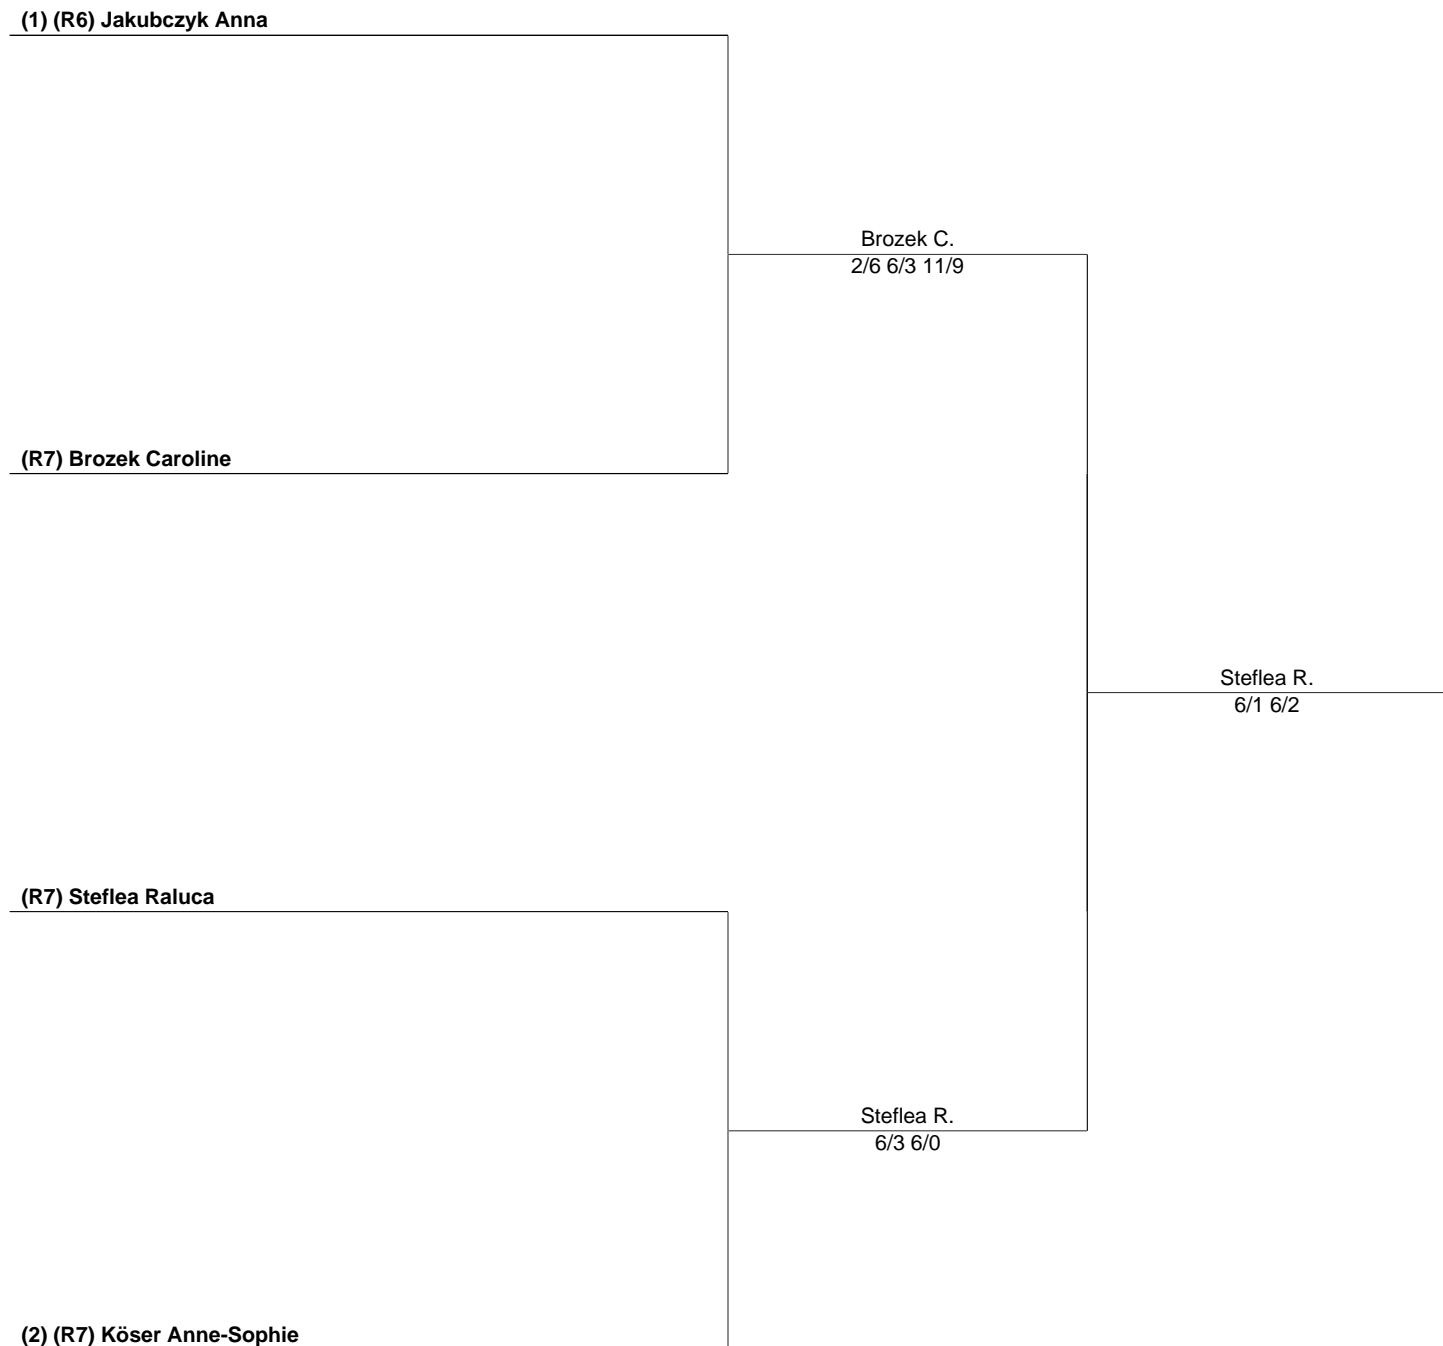 (1) (R6) Jakubczyk Anna
Brozek C.
2/6 6/3 11/9
(R7) Brozek Caroline
Steflea R.
6/1 6/2
(R7) Steflea Raluca
Steflea R.
6/3 6/0
(2) (R7) Köser Anne-Sophie